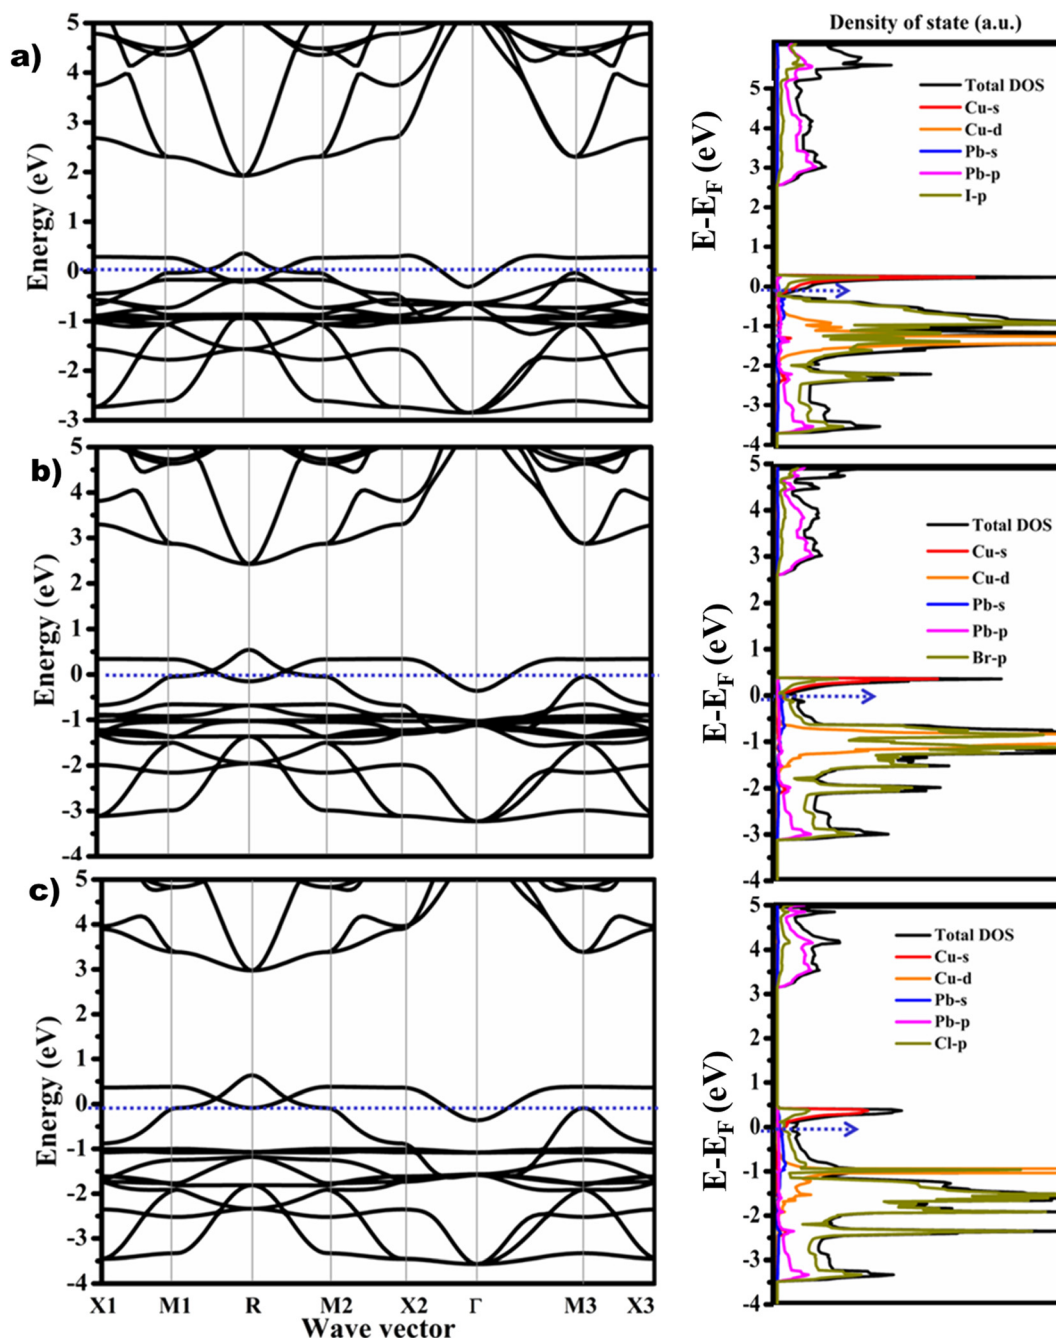 a)
Energy (eV)
5
4
3
2
1
0
-1
-2
-3
Density of state (a.u.)
E-EF (eV)
5
4
3
2
1
0
-1
-2
-3
-4
Total DOS
Cu-s
Cu-d
Pb-s
Pb-p
I-p
b)
Energy (eV)
5
4
3
2
1
0
-1
-2
-3
-4
E-EF (eV)
5
4
3
2
1
0
-1
-2
-3
-4
Total DOS
Cu-s
Cu-d
Pb-s
Pb-p
Br-p
c)
Energy (eV)
5
4
3
2
1
0
-1
-2
-3
-4
X1 M1 R M2 X2 Γ M3 X3
Wave vector
E-EF (eV)
5
4
3
2
1
0
-1
-2
-3
-4
Total DOS
Cu-s
Cu-d
Pb-s
Pb-p
Cl-p